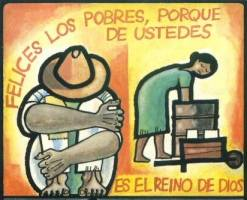 FELICES LOS POBRES, PORQUE
DE USTEDES
ES EL REINO DE DIOS